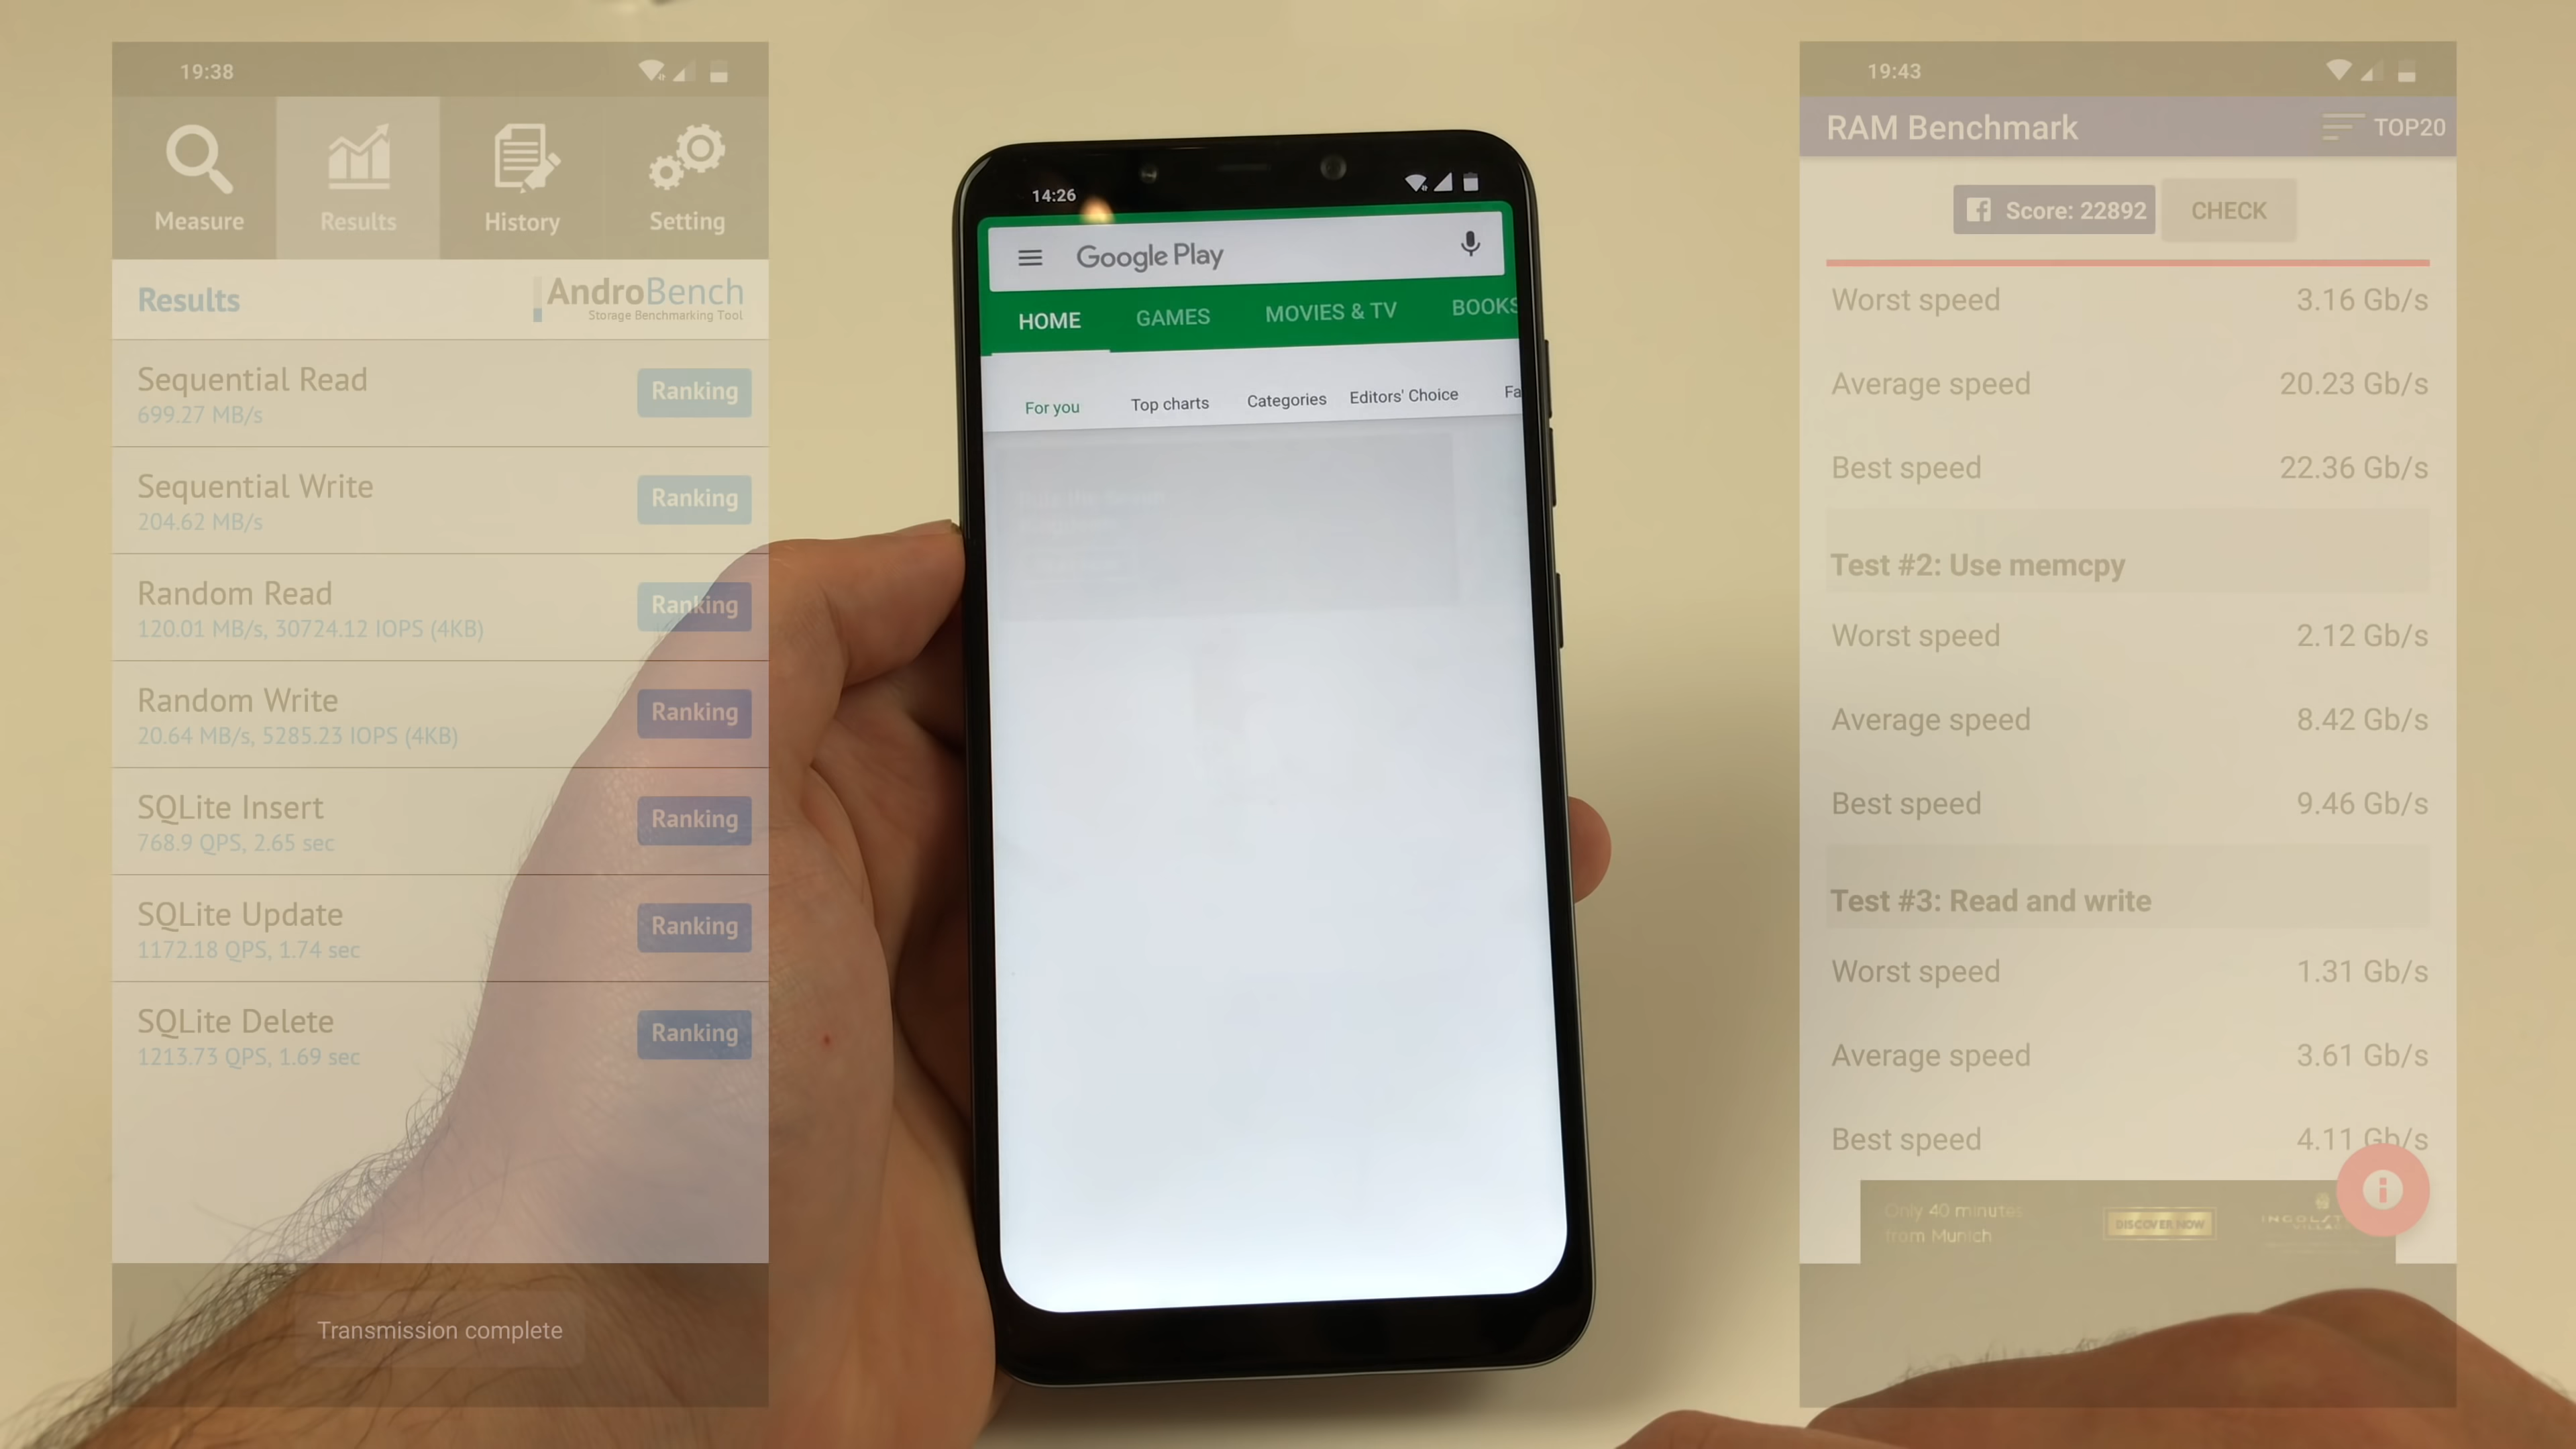 19:38
Measure
Results
History
Setting
Results
AndroBench
Storage Benchmarking Tool
Sequential Read
699.27 MB/s
Ranking
Sequential Write
204.62 MB/s
Ranking
Random Read
120.01 MB/s, 30724.12 IOPS (4KB)
Ranking
Random Write
20.64 MB/s, 5285.23 IOPS (4KB)
Ranking
SQLite Insert
768.9 QPS, 2.65 sec
Ranking
SQLite Update
1172.18 QPS, 1.74 sec
Ranking
SQLite Delete
1213.73 QPS, 1.69 sec
Ranking
Transmission complete
14:26
Google Play
HOME GAMES MOVIES & TV BOOKS
For you Top charts Categories Editors' Choice Fa
19:43
RAM Benchmark TOP20
Score: 22892 CHECK
Worst speed 3.16 Gb/s
Average speed 20.23 Gb/s
Best speed 22.36 Gb/s
Test #2: Use memcpy
Worst speed 2.12 Gb/s
Average speed 8.42 Gb/s
Best speed 9.46 Gb/s
Test #3: Read and write
Worst speed 1.31 Gb/s
Average speed 3.61 Gb/s
Best speed 4.11 Gb/s
Only 40 minutes
from Munich
DISCOVER NOW